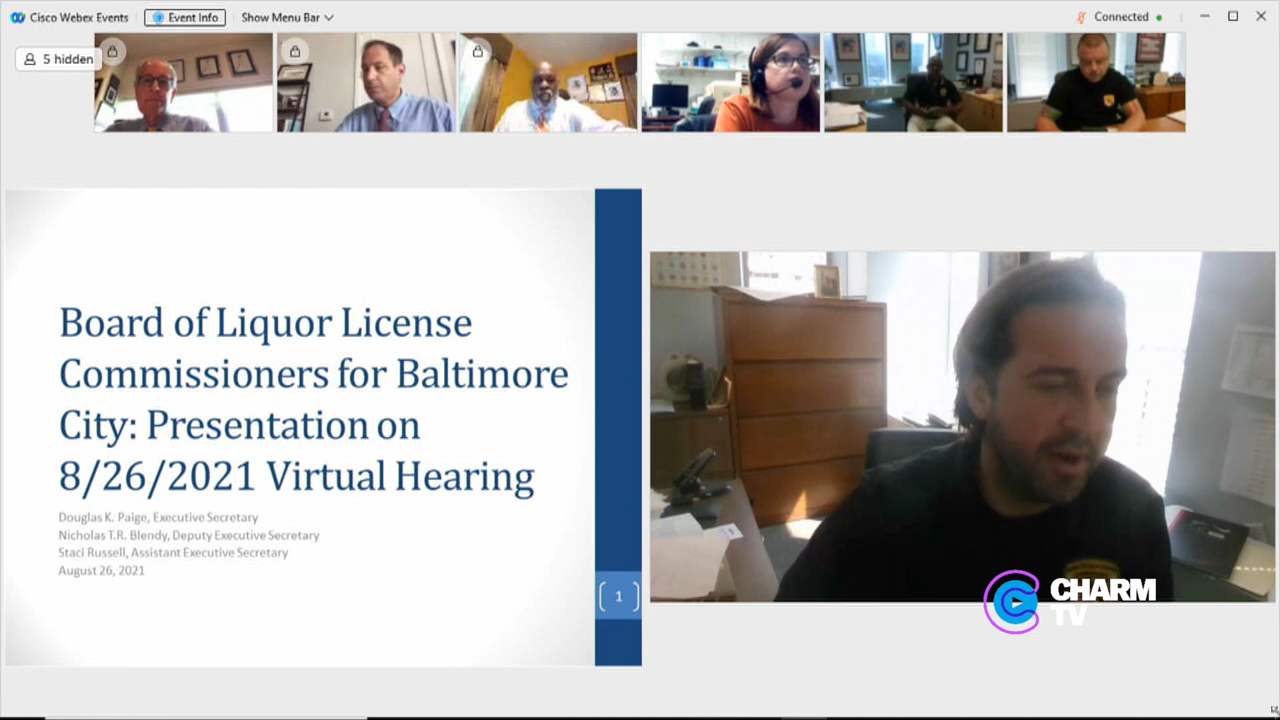 Cisco Webex Events
Event Info
Show Menu Bar
Connected
5 hidden
Board of Liquor License
Commissioners for Baltimore
City: Presentation on
8/26/2021 Virtual Hearing
Douglas K. Paige, Executive Secretary
Nicholas T.R. Blendy, Deputy Executive Secretary
Staci Russell, Assistant Executive Secretary
August 26, 2021
1
CHARM
TV